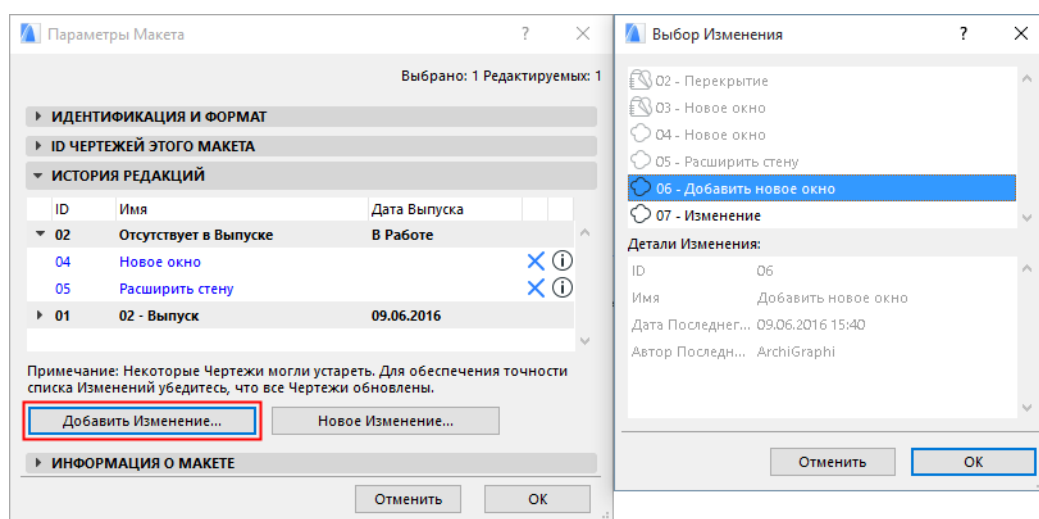 Параметры Макета
Выбрано: 1 Редактируемых: 1
ИДЕНТИФИКАЦИЯ И ФОРМАТ
ID ЧЕРТЕЖЕЙ ЭТОГО МАКЕТА
ИСТОРИЯ РЕДАКЦИЙ
ID Имя Дата Выпуска
02 Отсутствует в Выпуске В Работе
04 Новое окно
05 Расширить стену
01 02 - Выпуск 09.06.2016
Примечание: Некоторые Чертежи могли устареть. Для обеспечения точности
списка Изменений убедитесь, что все Чертежи обновлены.
Добавить Изменение... Новое Изменение...
ИНФОРМАЦИЯ О МАКЕТЕ
Отменить OK
Выбор Изменения
02 - Перекрытие
03 - Новое окно
04 - Новое окно
05 - Расширить стену
06 - Добавить новое окно
07 - Изменение
Детали Изменения:
ID 06
Имя Добавить новое окно
Дата Последнег... 09.06.2016 15:40
Автор Последн... ArchiGraphi
Отменить OK